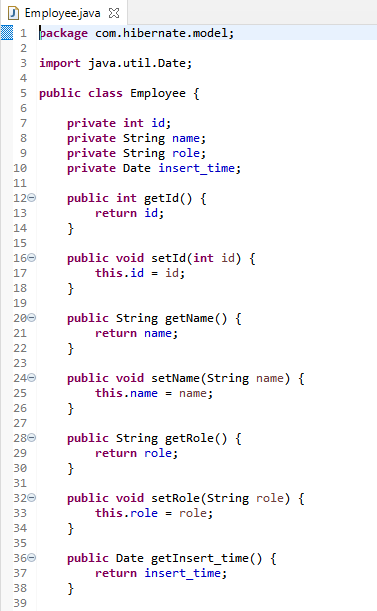 Employee.java
1 package com.hibernate.model;
2
3 import java.util.Date;
4
5 public class Employee {
6
7     private int id;
8     private String name;
9     private String role;
10     private Date insert_time;
11
12     public int getId() {
13         return id;
14     }
15
16     public void setId(int id) {
17         this.id = id;
18     }
19
20     public String getName() {
21         return name;
22     }
23
24     public void setName(String name) {
25         this.name = name;
26     }
27
28     public String getRole() {
29         return role;
30     }
31
32     public void setRole(String role) {
33         this.role = role;
34     }
35
36     public Date getInsert_time() {
37         return insert_time;
38     }
39